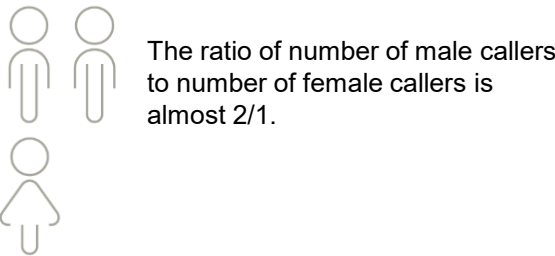 The ratio of number of male callers
to number of female callers is
almost 2/1.